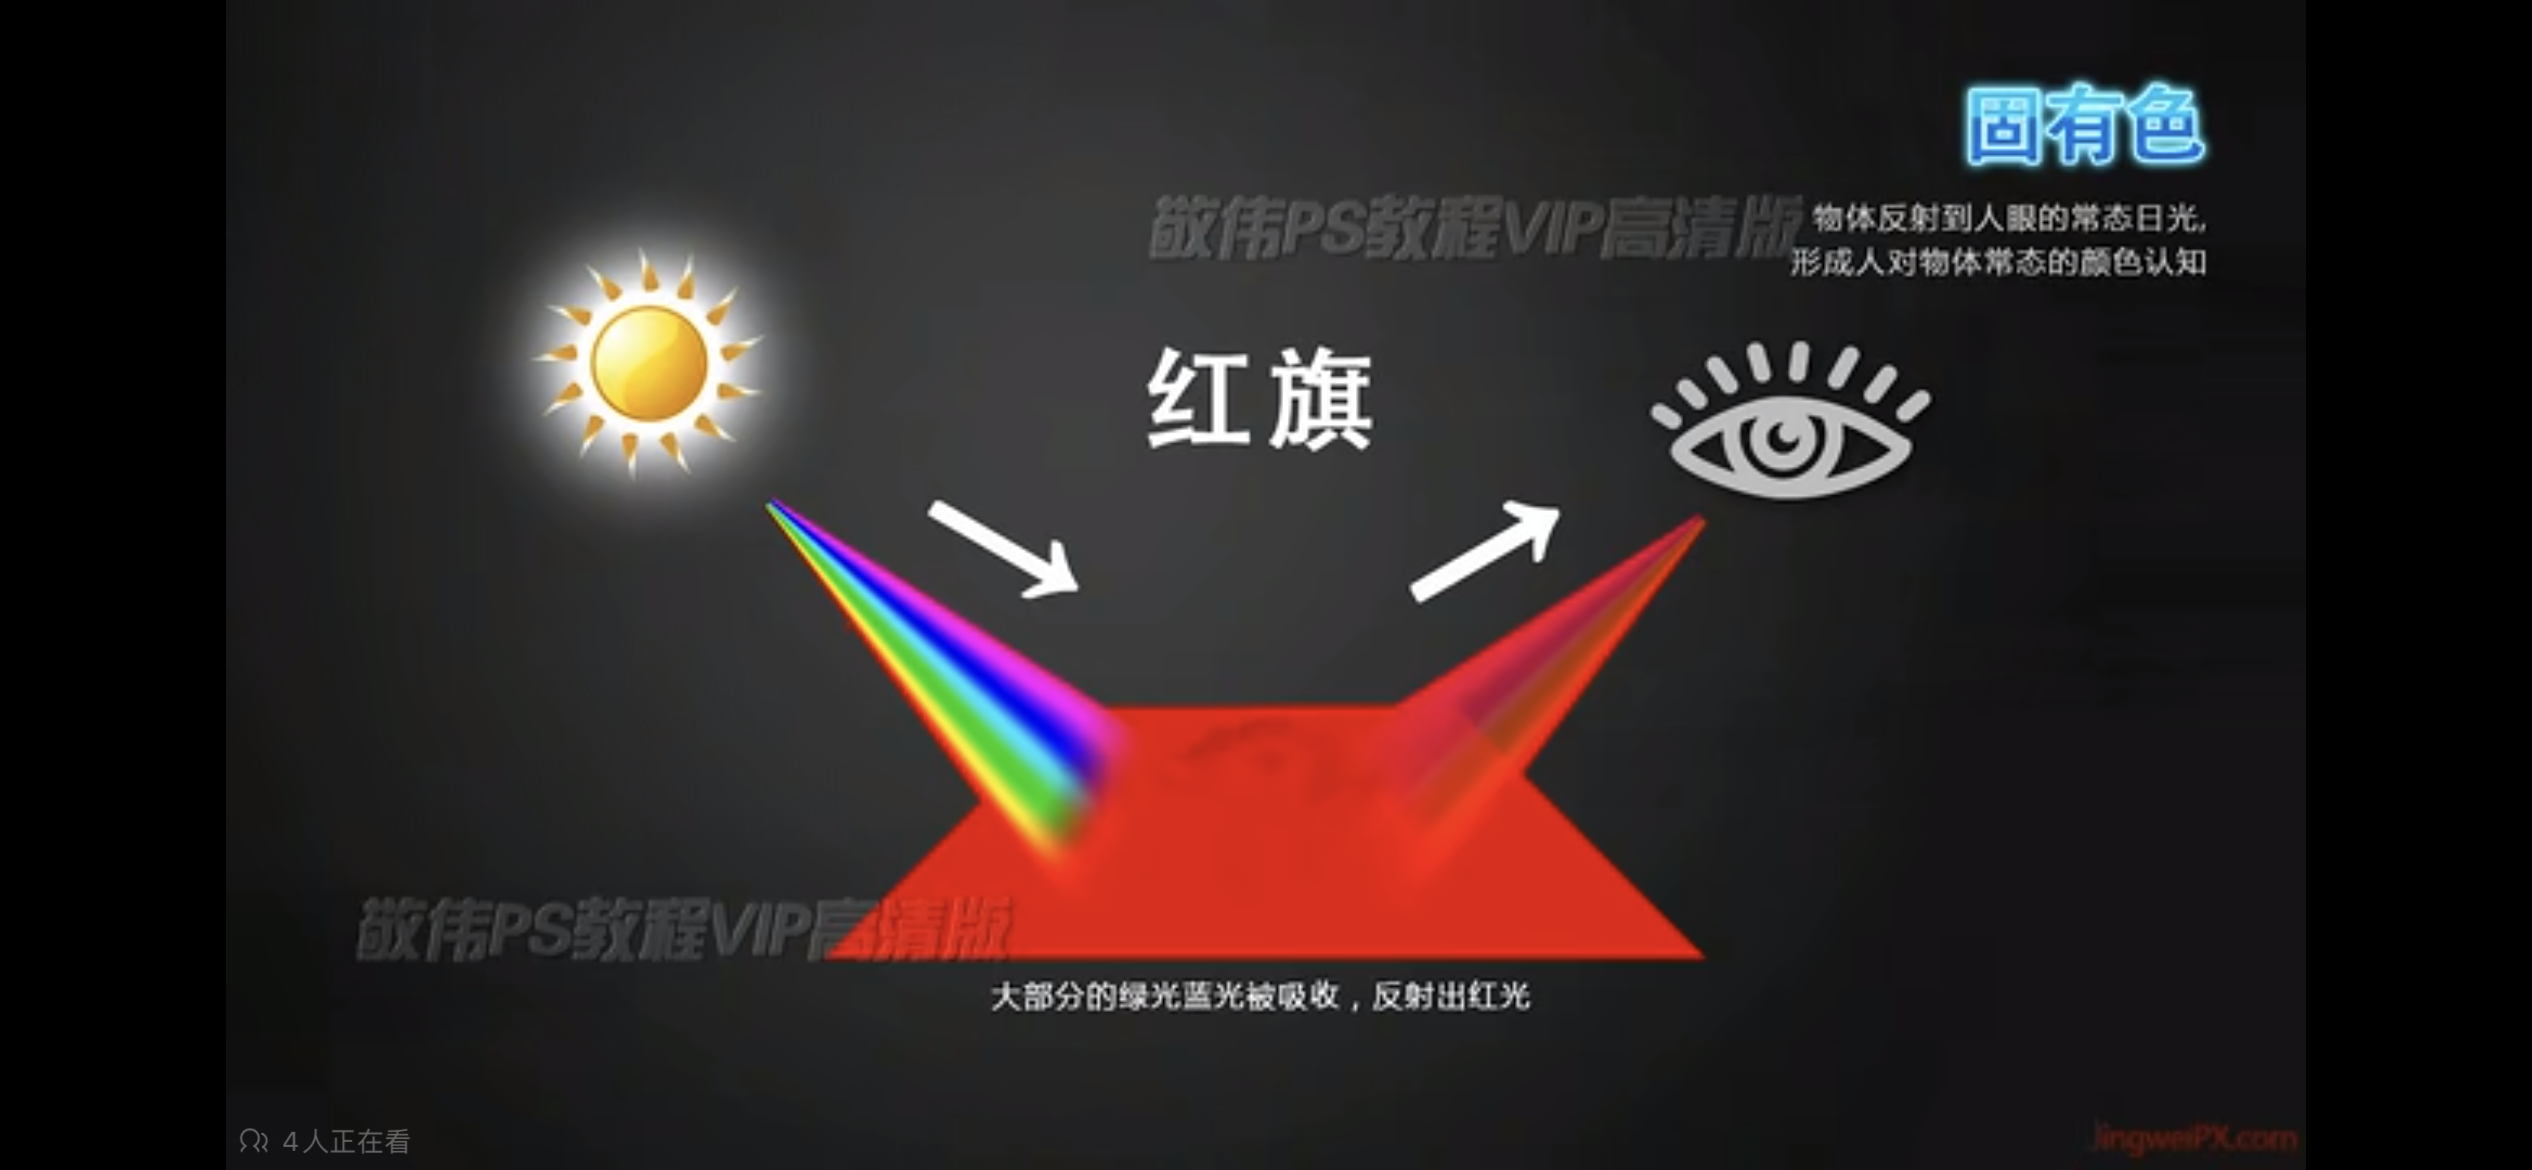 固有色
敬伟PS教程VIP高清版
物体反射到人眼的常态日光,
形成人对物体常态的颜色认知
红旗
敬伟PS教程VIP高清版
大部分的绿光蓝光被吸收，反射出红光
4人正在看
JingweiPX.com